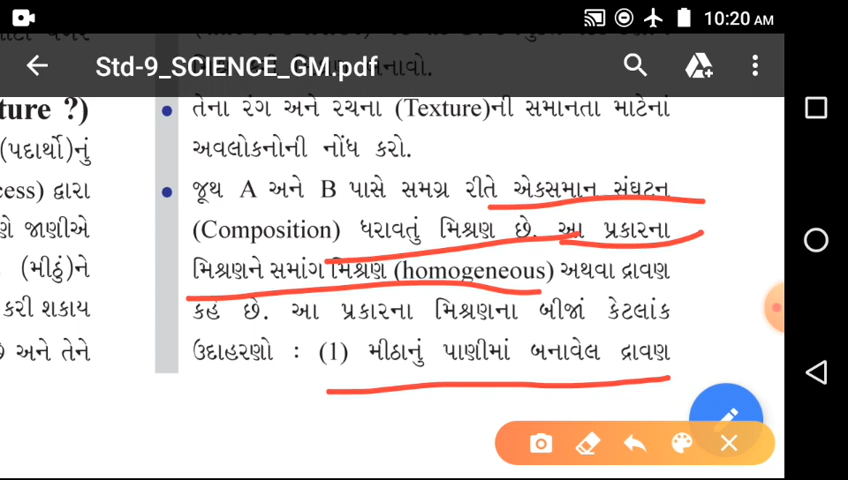 10:20 AM
Std-9_SCIENCE_GM.pdf
ture ?)
(પદાર્થો)નું
cess) દ્વારા
ણે જાણીએ
(મીઠું)ને
કરી શકાય
છે અને તેને
તેના રંગ અને રચના (Texture)ની સમાનતા માટેનાં
અવલોકનોની નોંધ કરો.
જૂથ A અને B પાસે સમગ્ર રીતે એકસમાન સંઘટન
(Composition) ધરાવતું મિશ્રણ છે. આ પ્રકારના
મિશ્રણને સમાંગ મિશ્રણ (homogeneous) અથવા દ્રાવણ
કહે છે. આ પ્રકારના મિશ્રણના બીજાં કેટલાંક
ઉદાહરણો : (1) મીઠાનું પાણીમાં બનાવેલ દ્રાવણ